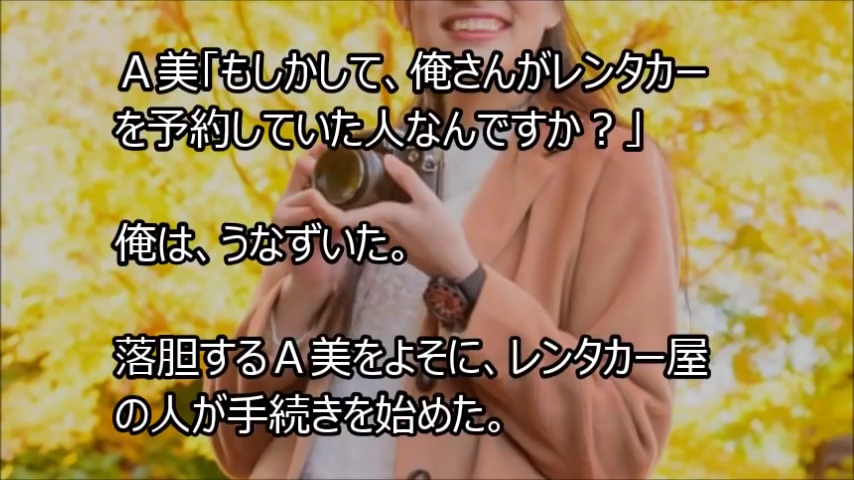 Ａ美「もしかして、俺さんがレンタカー
を予約していた人なんですか？」
俺は、うなずいた。
落胆するＡ美をよそに、レンタカー屋
の人が手続きを始めた。